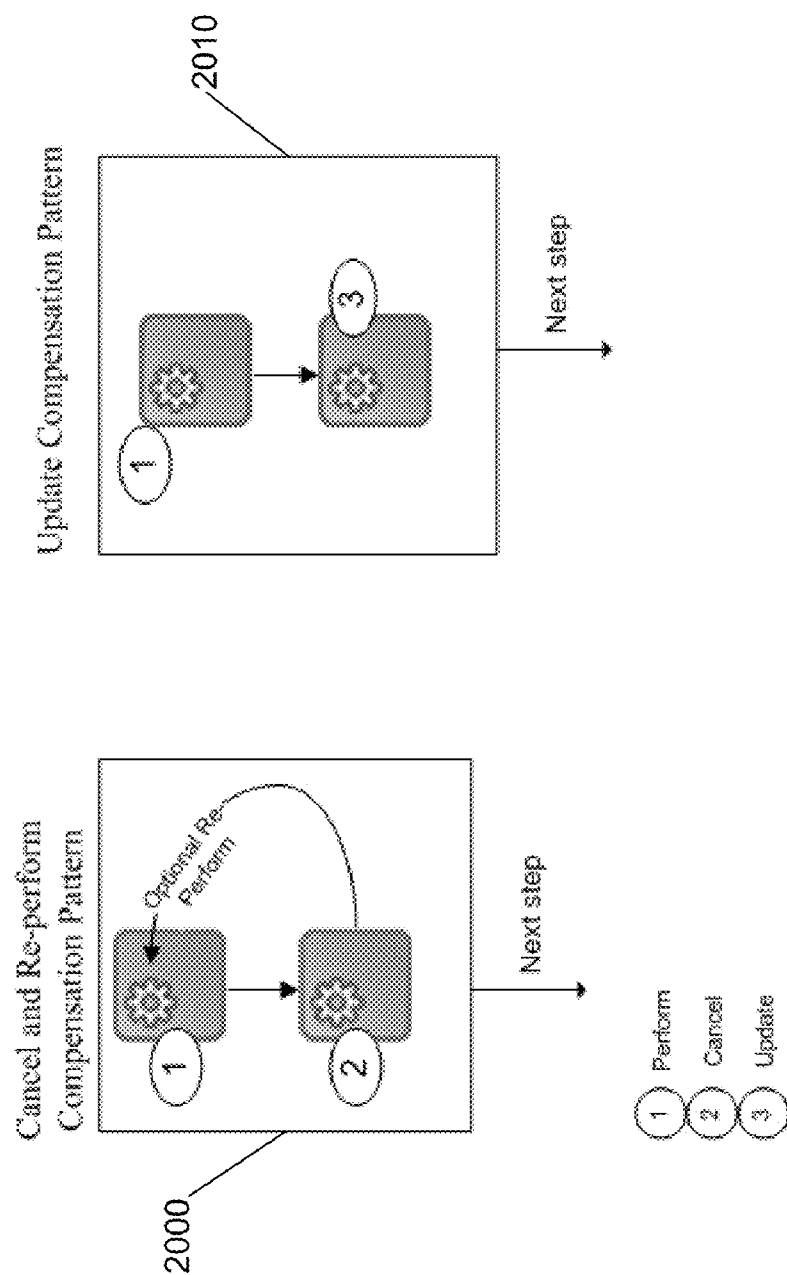 Cancel and Re-perform
Compensation Pattern
2000
1
Optional Re-
Perform
2
Next step
Update Compensation Pattern
2010
1
3
Next step
1 Perform
2 Cancel
3 Update